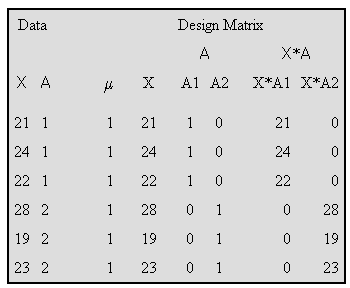 Data Design Matrix
A X*A
X A μ X A1 A2 X*A1 X*A2
21 1 1 21 1 0 21 0
24 1 1 24 1 0 24 0
22 1 1 22 1 0 22 0
28 2 1 28 0 1 0 28
19 2 1 19 0 1 0 19
23 2 1 23 0 1 0 23